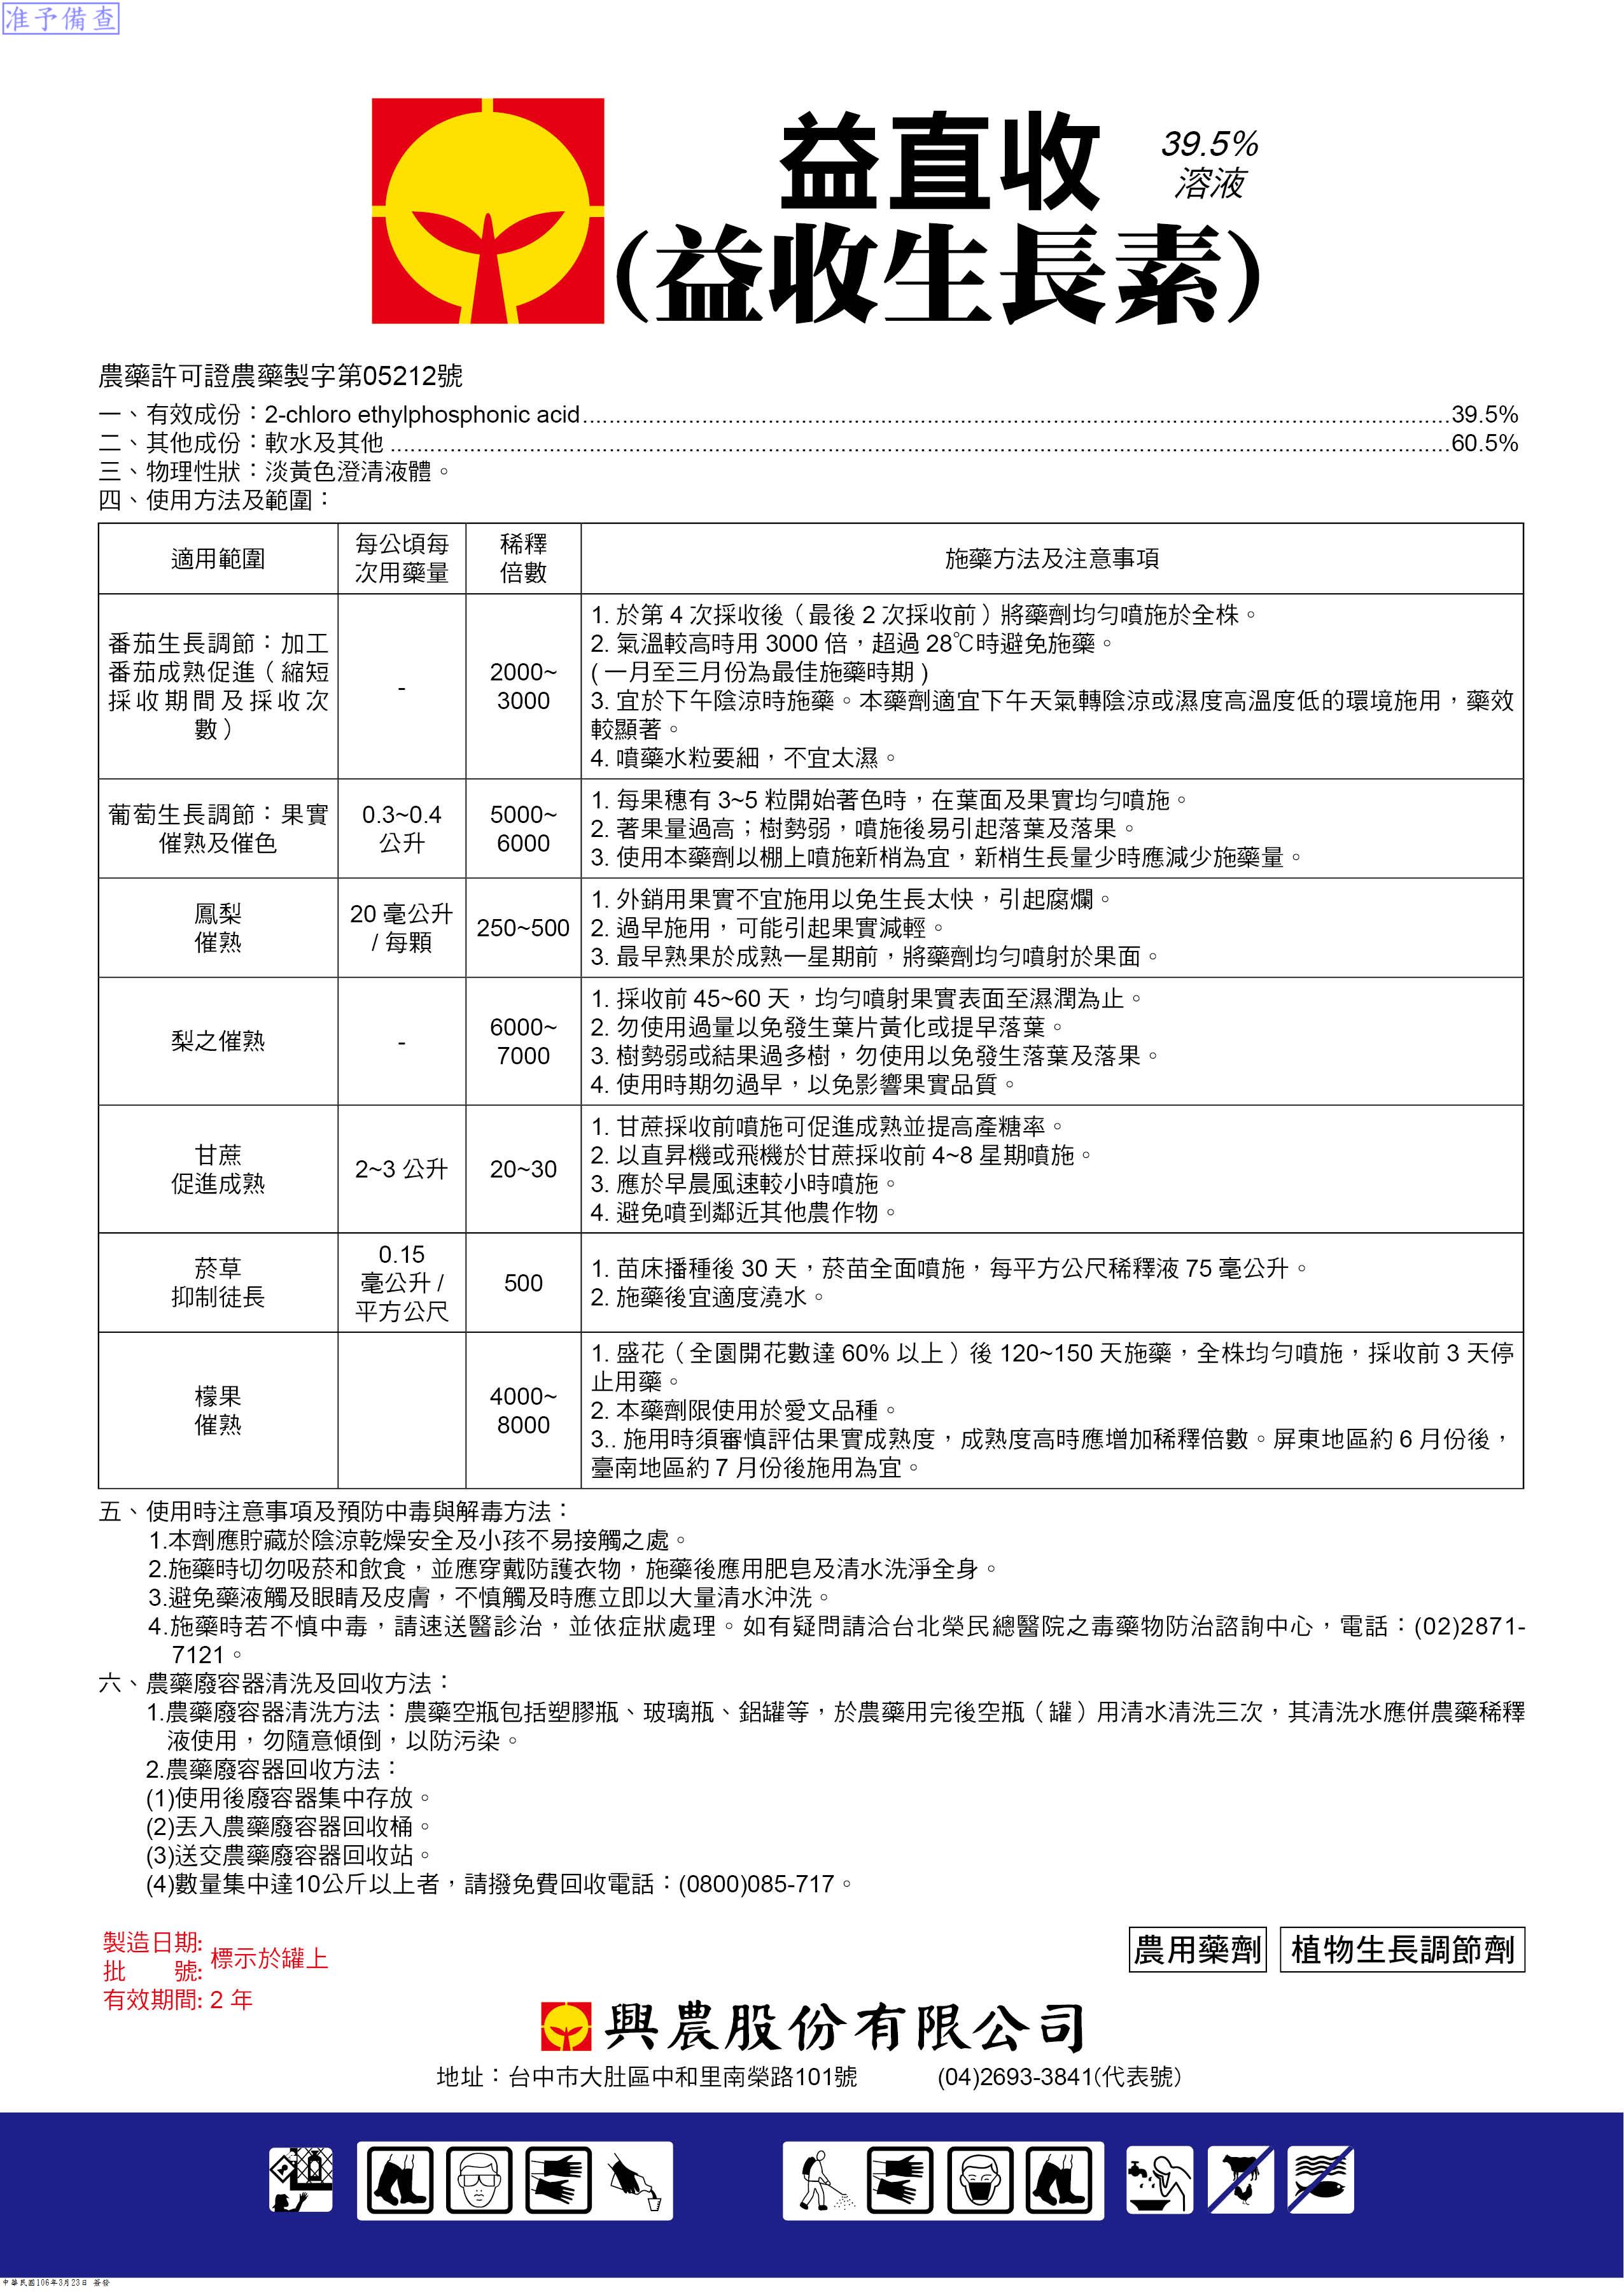 准予備查
益直收
39.5%
溶液
(益收生長素)
農藥許可證農藥製字第05212號
一、有效成份：2-chloro ethylphosphonic acid....................39.5%
二、其他成份：軟水及其他....................60.5%
三、物理性狀：淡黃色澄清液體。
四、使用方法及範圍：
適用範圍
每公頃每
次用藥量
稀釋
倍數
施藥方法及注意事項
番茄生長調節：加工
番茄成熟促進（縮短
採收期間及採收次
數）
-
2000~
3000
1. 於第 4 次採收後（最後 2 次採收前）將藥劑均勻噴施於全株。
2. 氣溫較高時用 3000 倍，超過 28℃時避免施藥。
( 一月至三月份為最佳施藥時期 )
3. 宜於下午陰涼時施藥。本藥劑適宜下午天氣轉陰涼或濕度高溫度低的環境施用，藥效
較顯著。
4. 噴藥水粒要細，不宜太濕。
葡萄生長調節：果實
催熟及催色
0.3~0.4
公升
5000~
6000
1. 每果穗有 3~5 粒開始著色時，在葉面及果實均勻噴施。
2. 著果量過高；樹勢弱，噴施後易引起落葉及落果。
3. 使用本藥劑以棚上噴施新梢為宜，新梢生長量少時應減少施藥量。
鳳梨
催熟
20 毫公升
/ 每顆
250~500
1. 外銷用果實不宜施用以免生長太快，引起腐爛。
2. 過早施用，可能引起果實減輕。
3. 最早熟果於成熟一星期前，將藥劑均勻噴射於果面。
梨之催熟
-
6000~
7000
1. 採收前 45~60 天，均勻噴射果實表面至濕潤為止。
2. 勿使用過量以免發生葉片黃化或提早落葉。
3. 樹勢弱或結果過多樹，勿使用以免發生落葉及落果。
4. 使用時期勿過早，以免影響果實品質。
甘蔗
促進成熟
2~3 公升
20~30
1. 甘蔗採收前噴施可促進成熟並提高產糖率。
2. 以直昇機或飛機於甘蔗採收前 4~8 星期噴施。
3. 應於早晨風速較小時噴施。
4. 避免噴到鄰近其他農作物。
菸草
抑制徒長
0.15
毫公升 /
平方公尺
500
1. 苗床播種後 30 天，菸苗全面噴施，每平方公尺稀釋液 75 毫公升。
2. 施藥後宜適度澆水。
檬果
催熟
4000~
8000
1. 盛花（全園開花數達 60% 以上）後 120~150 天施藥，全株均勻噴施，採收前 3 天停
止用藥。
2. 本藥劑限使用於愛文品種。
3.. 施用時須審慎評估果實成熟度，成熟度高時應增加稀釋倍數。屏東地區約 6 月份後，
臺南地區約 7 月份後施用為宜。
五、使用時注意事項及預防中毒與解毒方法：
1.本劑應貯藏於陰涼乾燥安全及小孩不易接觸之處。
2.施藥時切勿吸菸和飲食，並應穿戴防護衣物，施藥後應用肥皂及清水洗淨全身。
3.避免藥液觸及眼睛及皮膚，不慎觸及時應立即以大量清水沖洗。
4.施藥時若不慎中毒，請速送醫診治，並依症狀處理。如有疑問請洽台北榮民總醫院之毒藥物防治諮詢中心，電話：(02)2871-
7121。
六、農藥廢容器清洗及回收方法：
1.農藥廢容器清洗方法：農藥空瓶包括塑膠瓶、玻璃瓶、鋁罐等，於農藥用完後空瓶（罐）用清水清洗三次，其清洗水應併農藥稀釋
液使用，勿隨意傾倒，以防污染。
2.農藥廢容器回收方法：
(1)使用後廢容器集中存放。
(2)丟入農藥廢容器回收桶。
(3)送交農藥廢容器回收站。
(4)數量集中達10公斤以上者，請撥免費回收電話：(0800)085-717。
製造日期:
批　　號:
標示於罐上
有效期間: 2 年
農用藥劑
植物生長調節劑
興農股份有限公司
地址：台中市大肚區中和里南榮路101號　(04)2693-3841(代表號)
中華民國106年3月23日 簽發